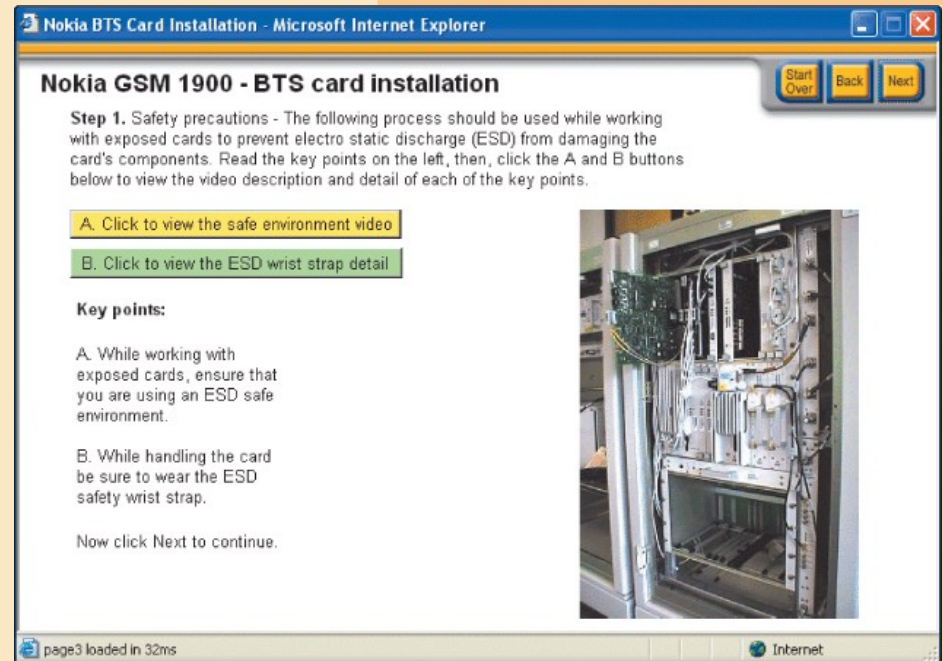 Nokia BTS Card Installation - Microsoft Internet Explorer
Nokia GSM 1900 - BTS card installation
Start
Over
Back
Next
Step 1. Safety precautions - The following process should be used while working
with exposed cards to prevent electro static discharge (ESD) from damaging the
card's components. Read the key points on the left, then, click the A and B buttons
below to view the video description and detail of each of the key points.
A. Click to view the safe environment video
B. Click to view the ESD wrist strap detail
Key points:
A. While working with
exposed cards, ensure that
you are using an ESD safe
environment.
B. While handling the card
be sure to wear the ESD
safety wrist strap.
Now click Next to continue.
page3 loaded in 32ms
Internet